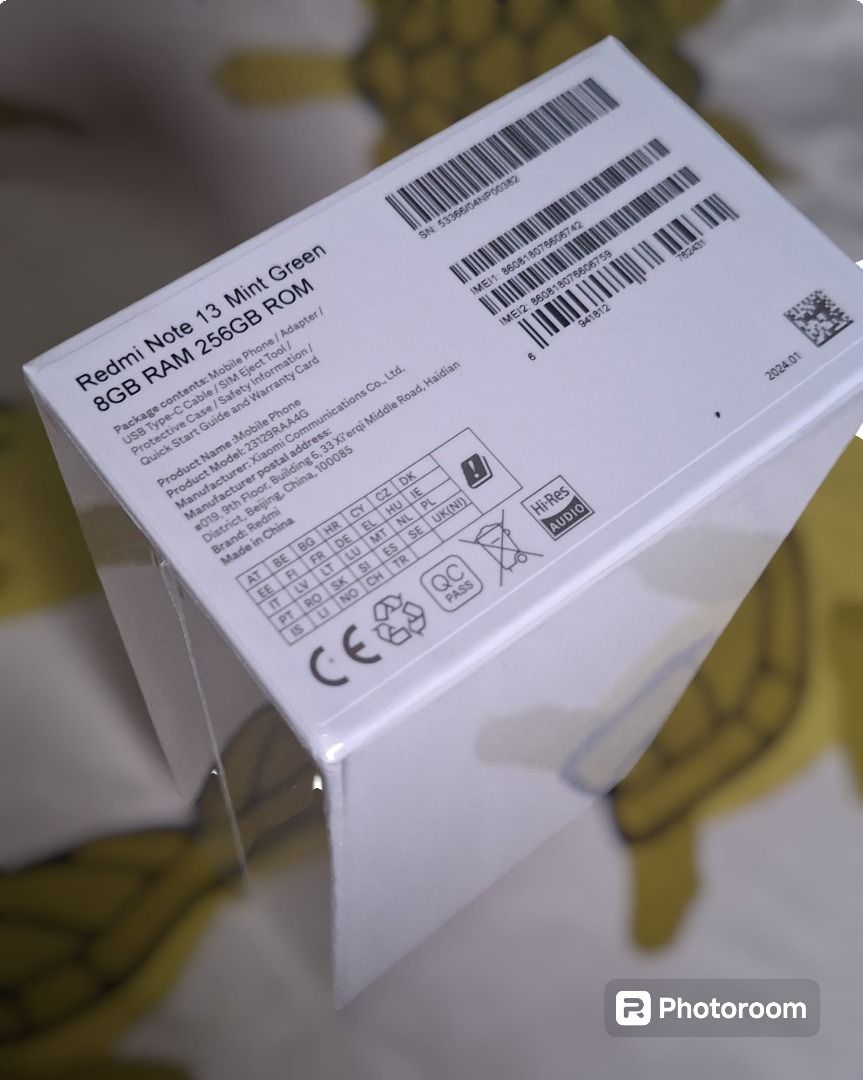 Redmi Note 13 Mint Green
8GB RAM 256GB ROM
Package contents: Mobile Phone / Adapter /
USB Type-C Cable / SIM Eject Tool /
Protective Case / Safety Information /
Quick Start Guide and Warranty Card
Product Name :Mobile Phone
Product Model: 23129RAA4G
Manufacturer: Xiaomi Communications Co., Ltd.
Manufacturer postal address:
#019, 9th Floor, Building 6, 33 Xi'erqi Middle Road, Haidian
District, Beijing, China, 100085
Brand: Redmi
Made in China
AT BE BG HR CY CZ DK
EE FI FR DE EL HU IE
IT LV LT LU MT NL PL
PT RO SK SI ES SE UK(NI)
IS LI NO CH TR
CE
QC
PASS
Hi-Res
AUDIO
SN: 53366/04NP00382
IMEI1: 860818076606742
IMEI2: 860818076606759
6 941812 762431
2024.01
Photoroom